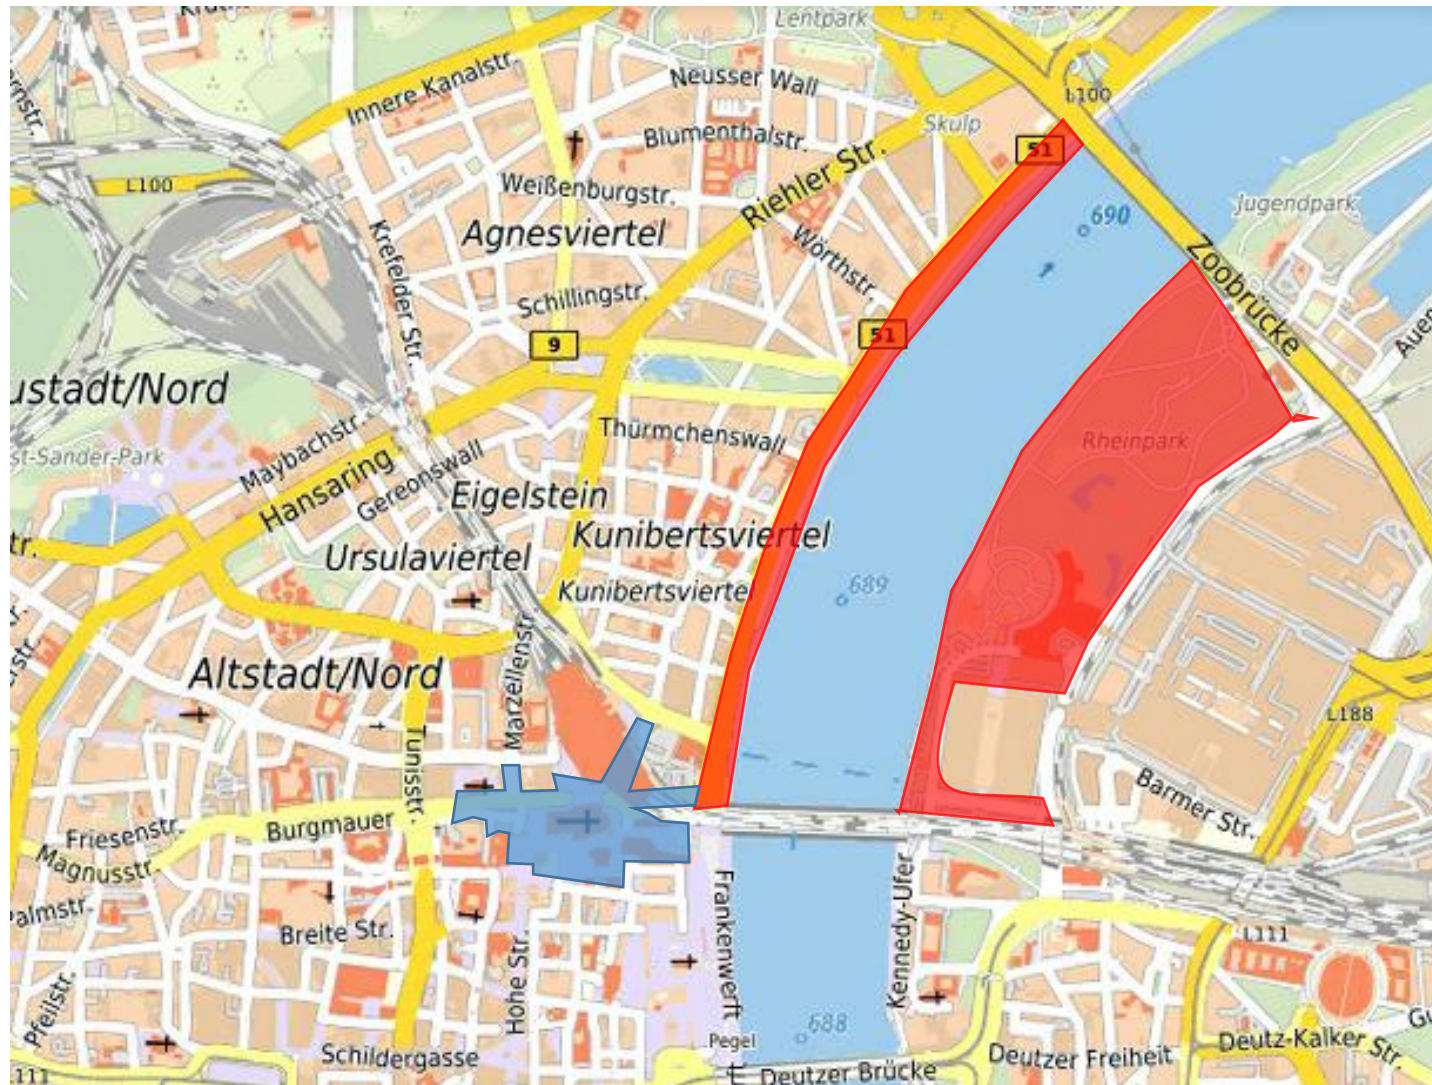 Lentpark
Innere Kanalstr.
Neusser Wall
L100
Skulp
Blumenthalstr.
51
L100
Weißenburgstr.
Riehler Str.
Jugendpark
690
Agnesviertel
Krefelder Str.
Wörthstr.
Zoobrücke
Schillingstr.
51
9
ustadt/Nord
Maybachstr.
Thürmchenswall
Rheinpark
st-Sander-Park
Hansaring
Gereonswall
Eigelstein
Kunibertsviertel
tr.
Ursulaviertel
689
Kunibertsviertel
Marzellenstr.
Altstadt/Nord
L188
Tunisstr.
Barmer Str.
Friesenstr.
Burgmauer
Magnusstr.
Palmstr.
Frankenwerft
Kennedy-Ufer
Breite Str.
L111
Hohe Str.
Pfeilstr.
688
Pegel
Schildergasse
Deutzer Freiheit
Deutz-Kalker Str.
111
Deutzer Brücke